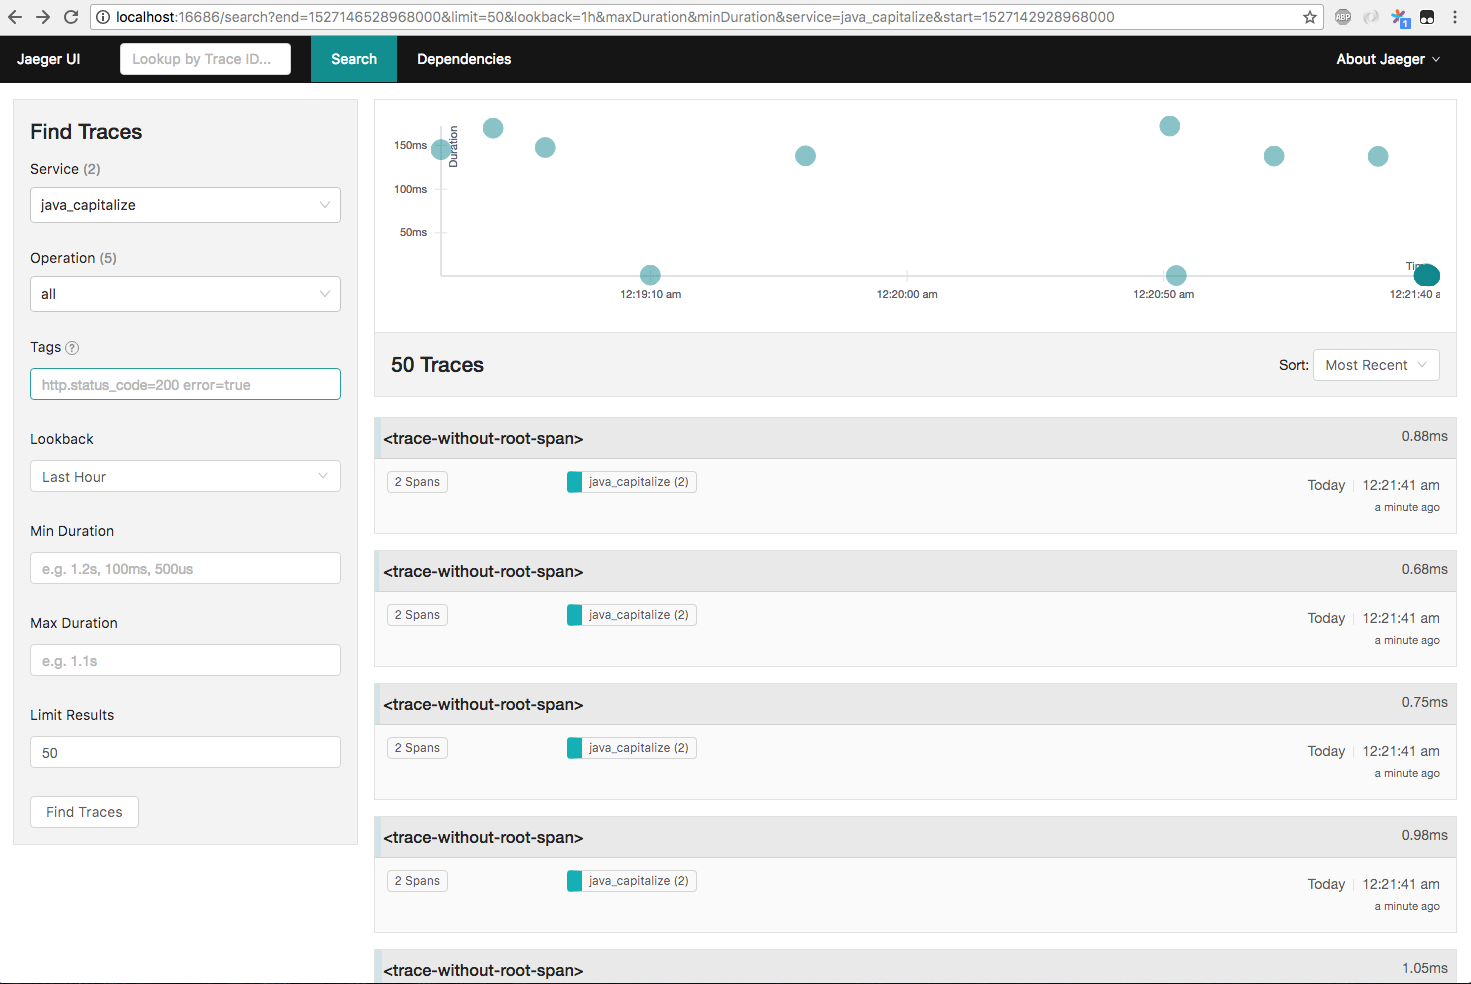 localhost:16686/search?end=1527146528968000&limit=50&lookback=1h&maxDuration&minDuration&service=java_capitalize&start=1527142928968000
ABP
1
Jaeger UI
Lookup by Trace ID...
Search
Dependencies
About Jaeger
Find Traces
Service (2)
java_capitalize
Operation (5)
all
Tags ?
http.status_code=200 error=true
Lookback
Last Hour
Min Duration
e.g. 1.2s, 100ms, 500us
Max Duration
e.g. 1.1s
Limit Results
50
Find Traces
Duration
150ms
100ms
50ms
12:19:10 am
12:20:00 am
12:20:50 am
12:21:40 a
50 Traces
Sort: Most Recent
<trace-without-root-span>
0.88ms
2 Spans
java_capitalize (2)
Today
12:21:41 am
a minute ago
<trace-without-root-span>
0.68ms
2 Spans
java_capitalize (2)
Today
12:21:41 am
a minute ago
<trace-without-root-span>
0.75ms
2 Spans
java_capitalize (2)
Today
12:21:41 am
a minute ago
<trace-without-root-span>
0.98ms
2 Spans
java_capitalize (2)
Today
12:21:41 am
a minute ago
<trace-without-root-span>
1.05ms